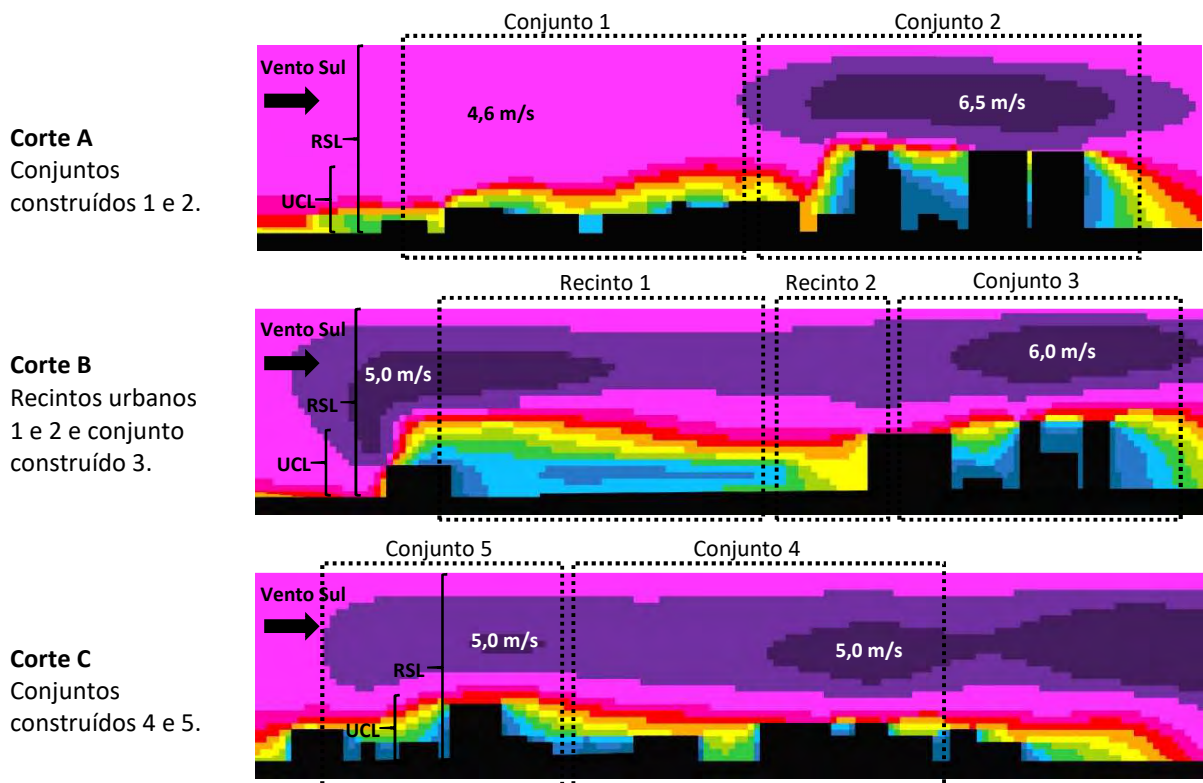 Conjunto 1
Conjunto 2
Vento Sul
4,6 m/s
6,5 m/s
RSL
UCL
Corte A
Conjuntos
construídos 1 e 2.
Recinto 1
Recinto 2
Conjunto 3
Vento Sul
5,0 m/s
6,0 m/s
RSL
UCL
Corte B
Recintos urbanos
1 e 2 e conjunto
construído 3.
Conjunto 5
Conjunto 4
Vento Sul
5,0 m/s
5,0 m/s
RSL
UCL
Corte C
Conjuntos
construídos 4 e 5.